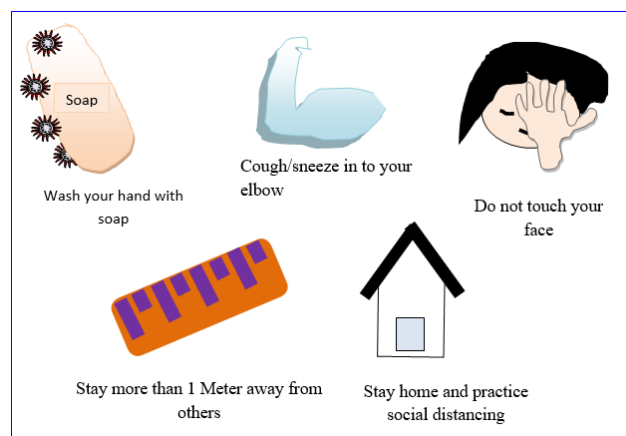 Soap
Wash your hand with
soap
Cough/sneeze in to your
elbow
Do not touch your
face
Stay more than 1 Meter away from
others
Stay home and practice
social distancing